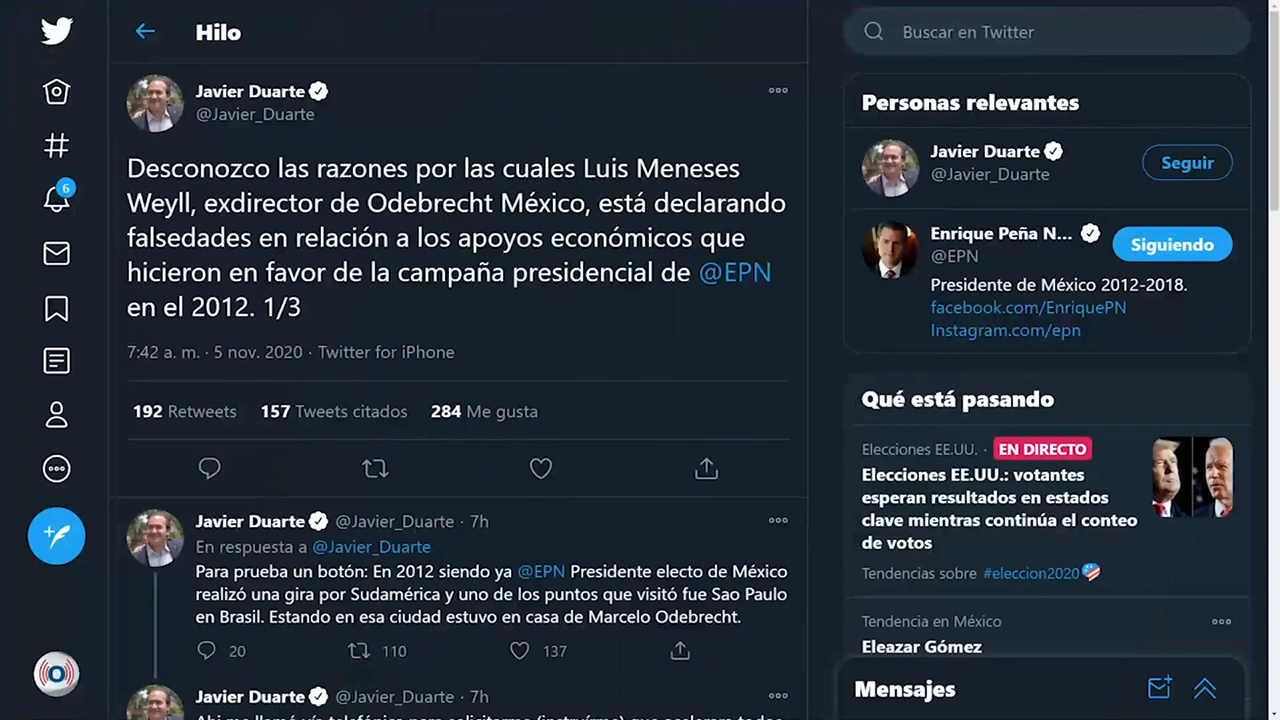 Hilo
Javier Duarte
@Javier_Duarte
Desconozco las razones por las cuales Luis Meneses
Weyll, exdirector de Odebrecht México, está declarando
falsedades en relación a los apoyos económicos que
hicieron en favor de la campaña presidencial de @EPN
en el 2012. 1/3
7:42 a. m. · 5 nov. 2020 · Twitter for iPhone
192 Retweets 157 Tweets citados 284 Me gusta
Javier Duarte @Javier_Duarte · 7h
En respuesta a @Javier_Duarte
Para prueba un botón: En 2012 siendo ya @EPN Presidente electo de México
realizó una gira por Sudamérica y uno de los puntos que visitó fue Sao Paulo
en Brasil. Estando en esa ciudad estuvo en casa de Marcelo Odebrecht.
20 110 137
Javier Duarte @Javier_Duarte · 7h
6
Buscar en Twitter
Personas relevantes
Javier Duarte
@Javier_Duarte
Seguir
Enrique Peña N...
@EPN
Siguiendo
Presidente de México 2012-2018.
facebook.com/EnriquePN
Instagram.com/epn
Qué está pasando
Elecciones EE.UU. · EN DIRECTO
Elecciones EE.UU.: votantes
esperan resultados en estados
clave mientras continúa el conteo
de votos
Tendencias sobre #eleccion2020
Tendencia en México
Eleazar Gómez
Mensajes